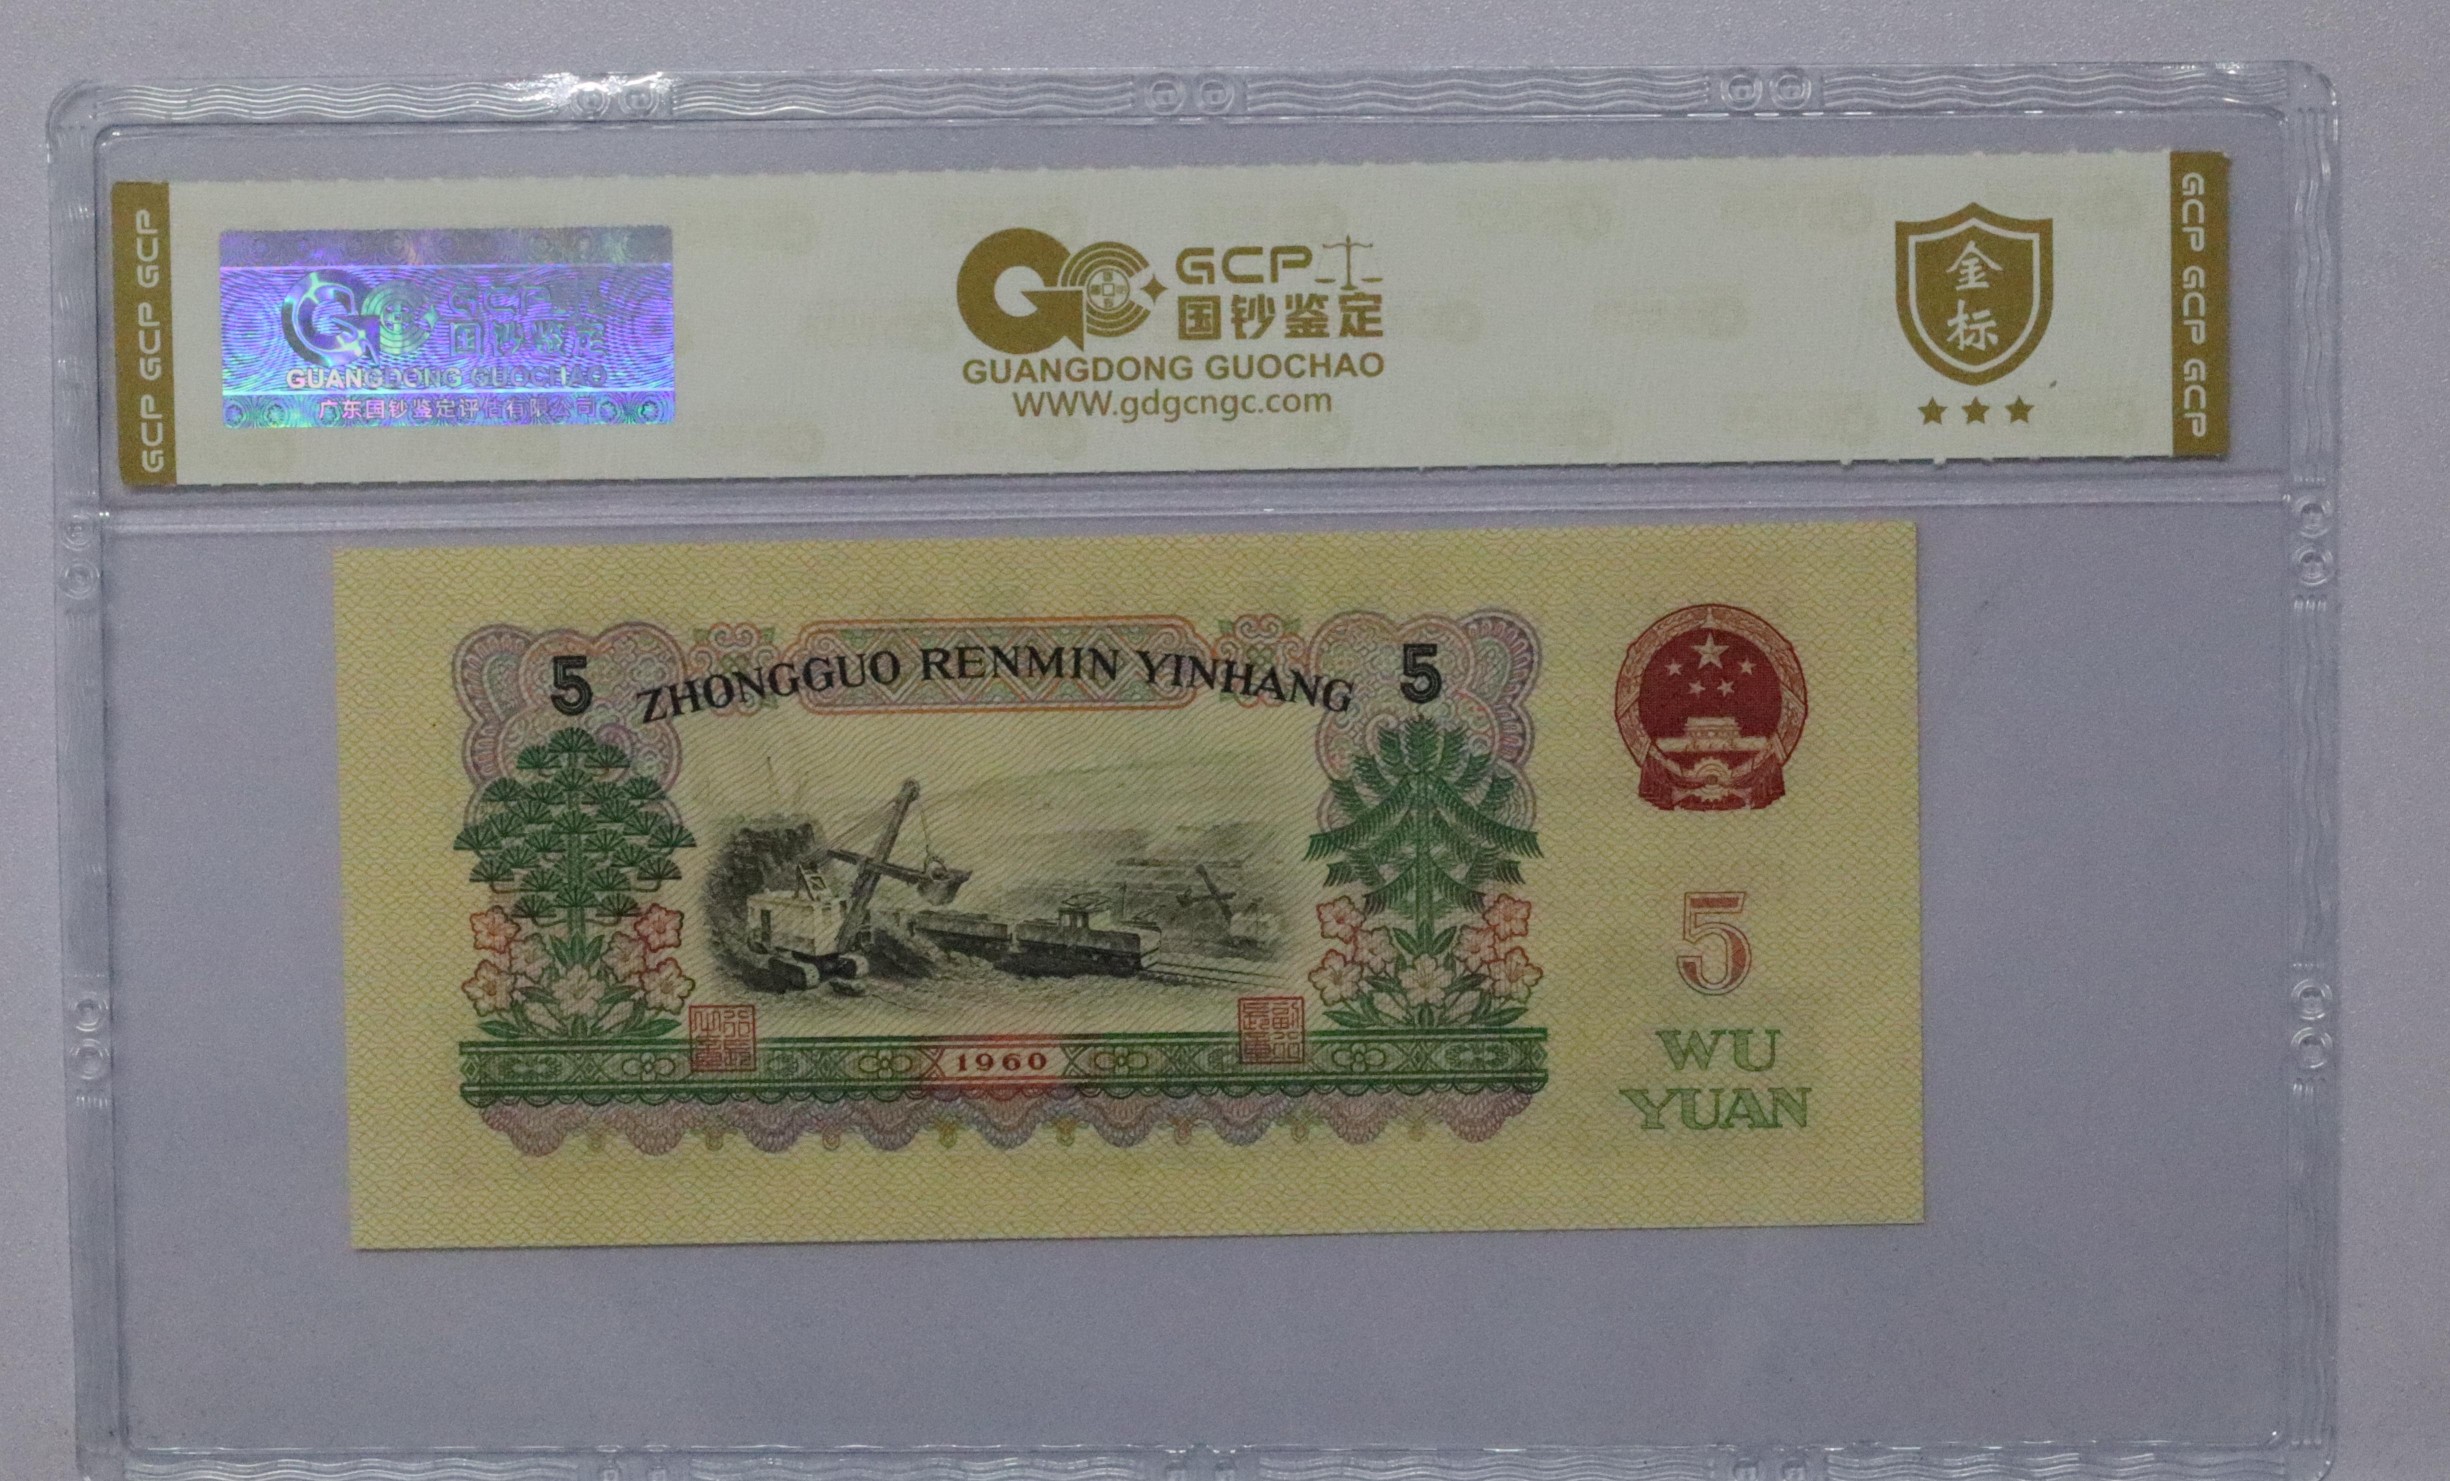 GCP GCP GCP
GCP
国钞鉴定
GUANGDONG GUOCHAO
广东国钞鉴定评估有限公司
GCP
国钞鉴定
GUANGDONG GUOCHAO
WWW.gdgcngc.com
金
标
GCP GCP GCP
5 ZHONGGUO RENMIN YINHANG 5
1960
5
WU
YUAN